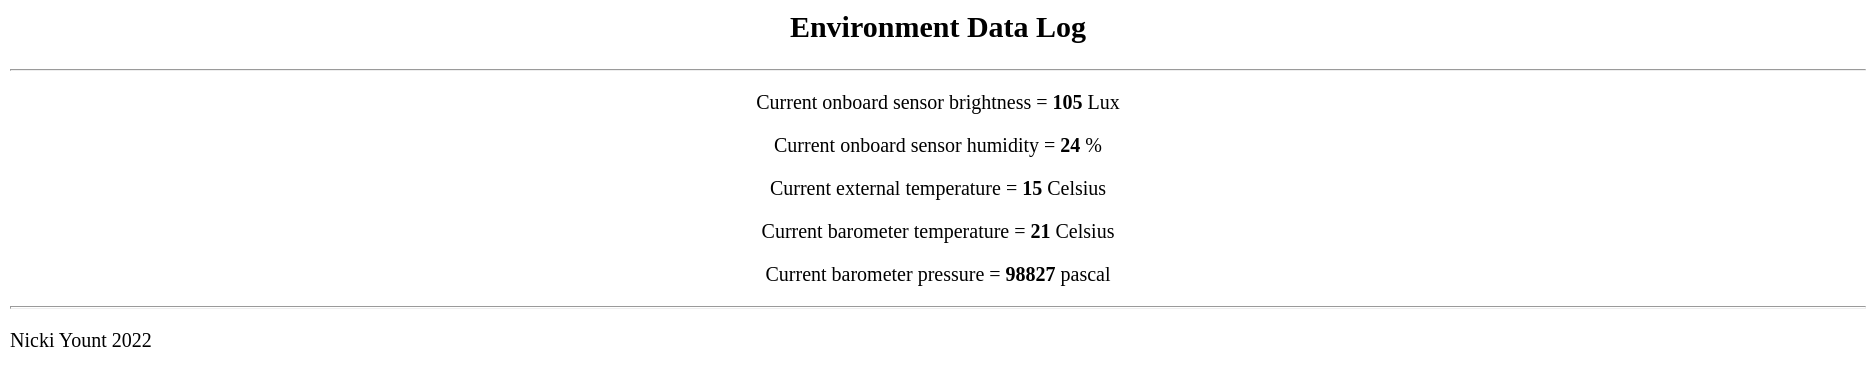 Environment Data Log
Current onboard sensor brightness = 105 Lux
Current onboard sensor humidity = 24 %
Current external temperature = 15 Celsius
Current barometer temperature = 21 Celsius
Current barometer pressure = 98827 pascal
Nicki Yount 2022